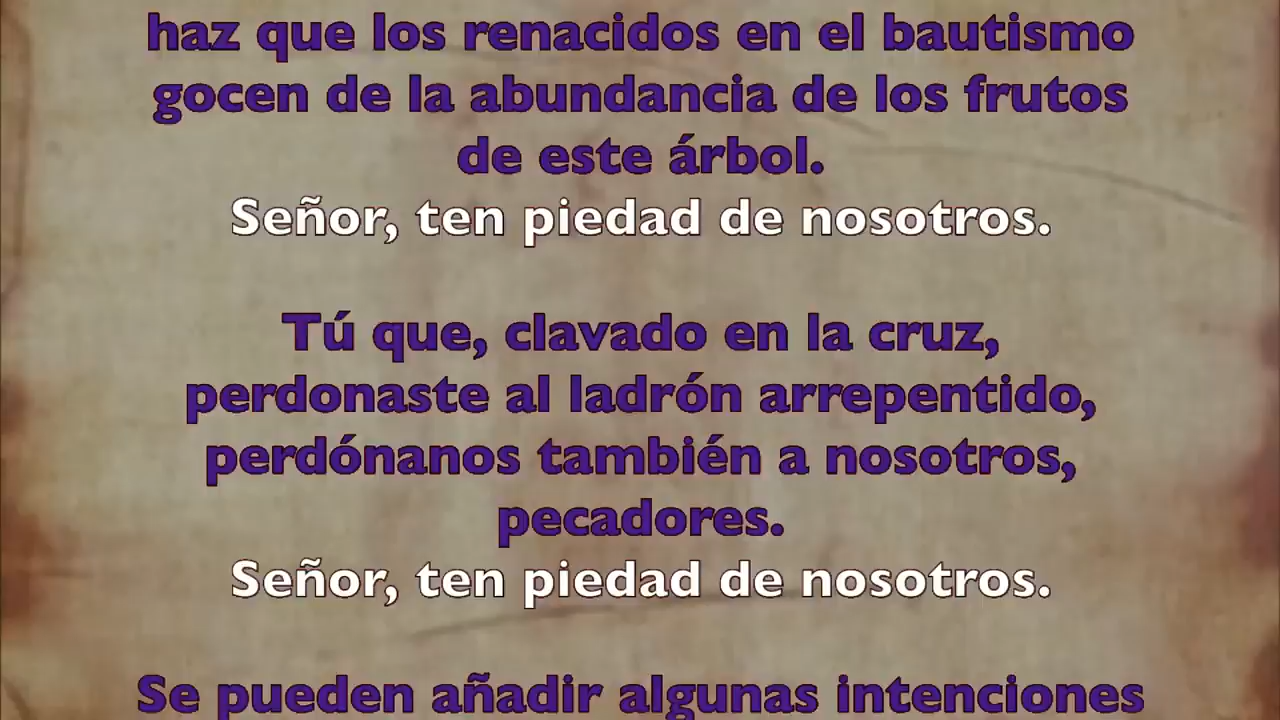 haz que los renacidos en el bautismo
gocen de la abundancia de los frutos
de este árbol.
Señor, ten piedad de nosotros.
Tú que, clavado en la cruz,
perdonaste al ladrón arrepentido,
perdónanos también a nosotros,
pecadores.
Señor, ten piedad de nosotros.
Se pueden añadir algunas intenciones